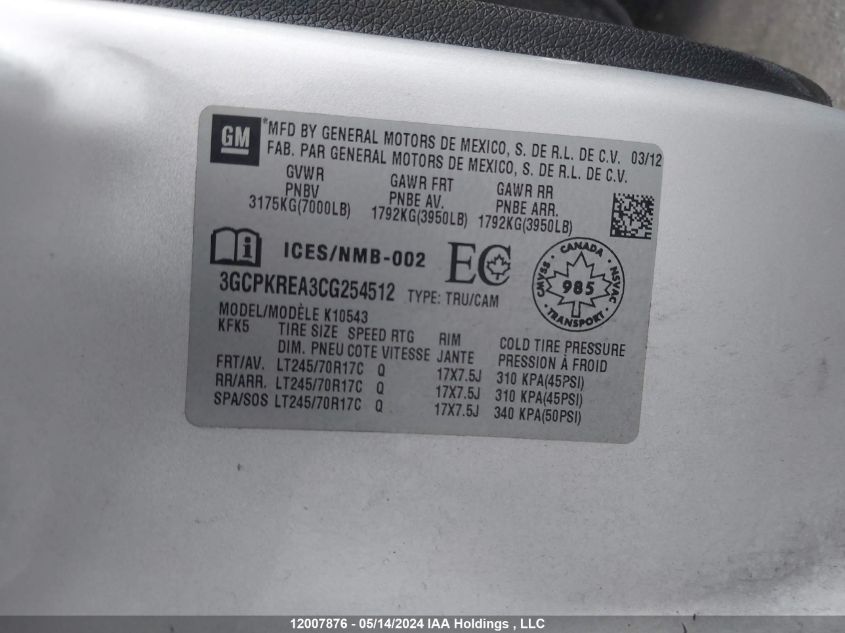 GM
*MFD BY GENERAL MOTORS DE MEXICO, S. DE R.L. DE C.V. 03/12
FAB. PAR GENERAL MOTORS DE MEXICO, S. DE R.L. DE C.V.
GVWR GAWR FRT GAWR RR
PNBV PNBE AV. PNBE ARR.
3175KG(7000LB) 1792KG(3950LB) 1792KG(3950LB)
ICES/NMB-002 EC
CANADA
CMVSS 985 NSVAC
TRANSPORT
3GCPKREA3CG254512 TYPE: TRU/CAM
MODEL/MODÈLE K10543
KFK5 TIRE SIZE SPEED RTG RIM COLD TIRE PRESSURE
DIM. PNEU COTE VITESSE JANTE PRESSION À FROID
FRT/AV. LT245/70R17C Q 17X7.5J 310 KPA(45PSI)
RR/ARR. LT245/70R17C Q 17X7.5J 310 KPA(45PSI)
SPA/SOS LT245/70R17C Q 17X7.5J 340 KPA(50PSI)
12007876 - 05/14/2024 IAA Holdings , LLC